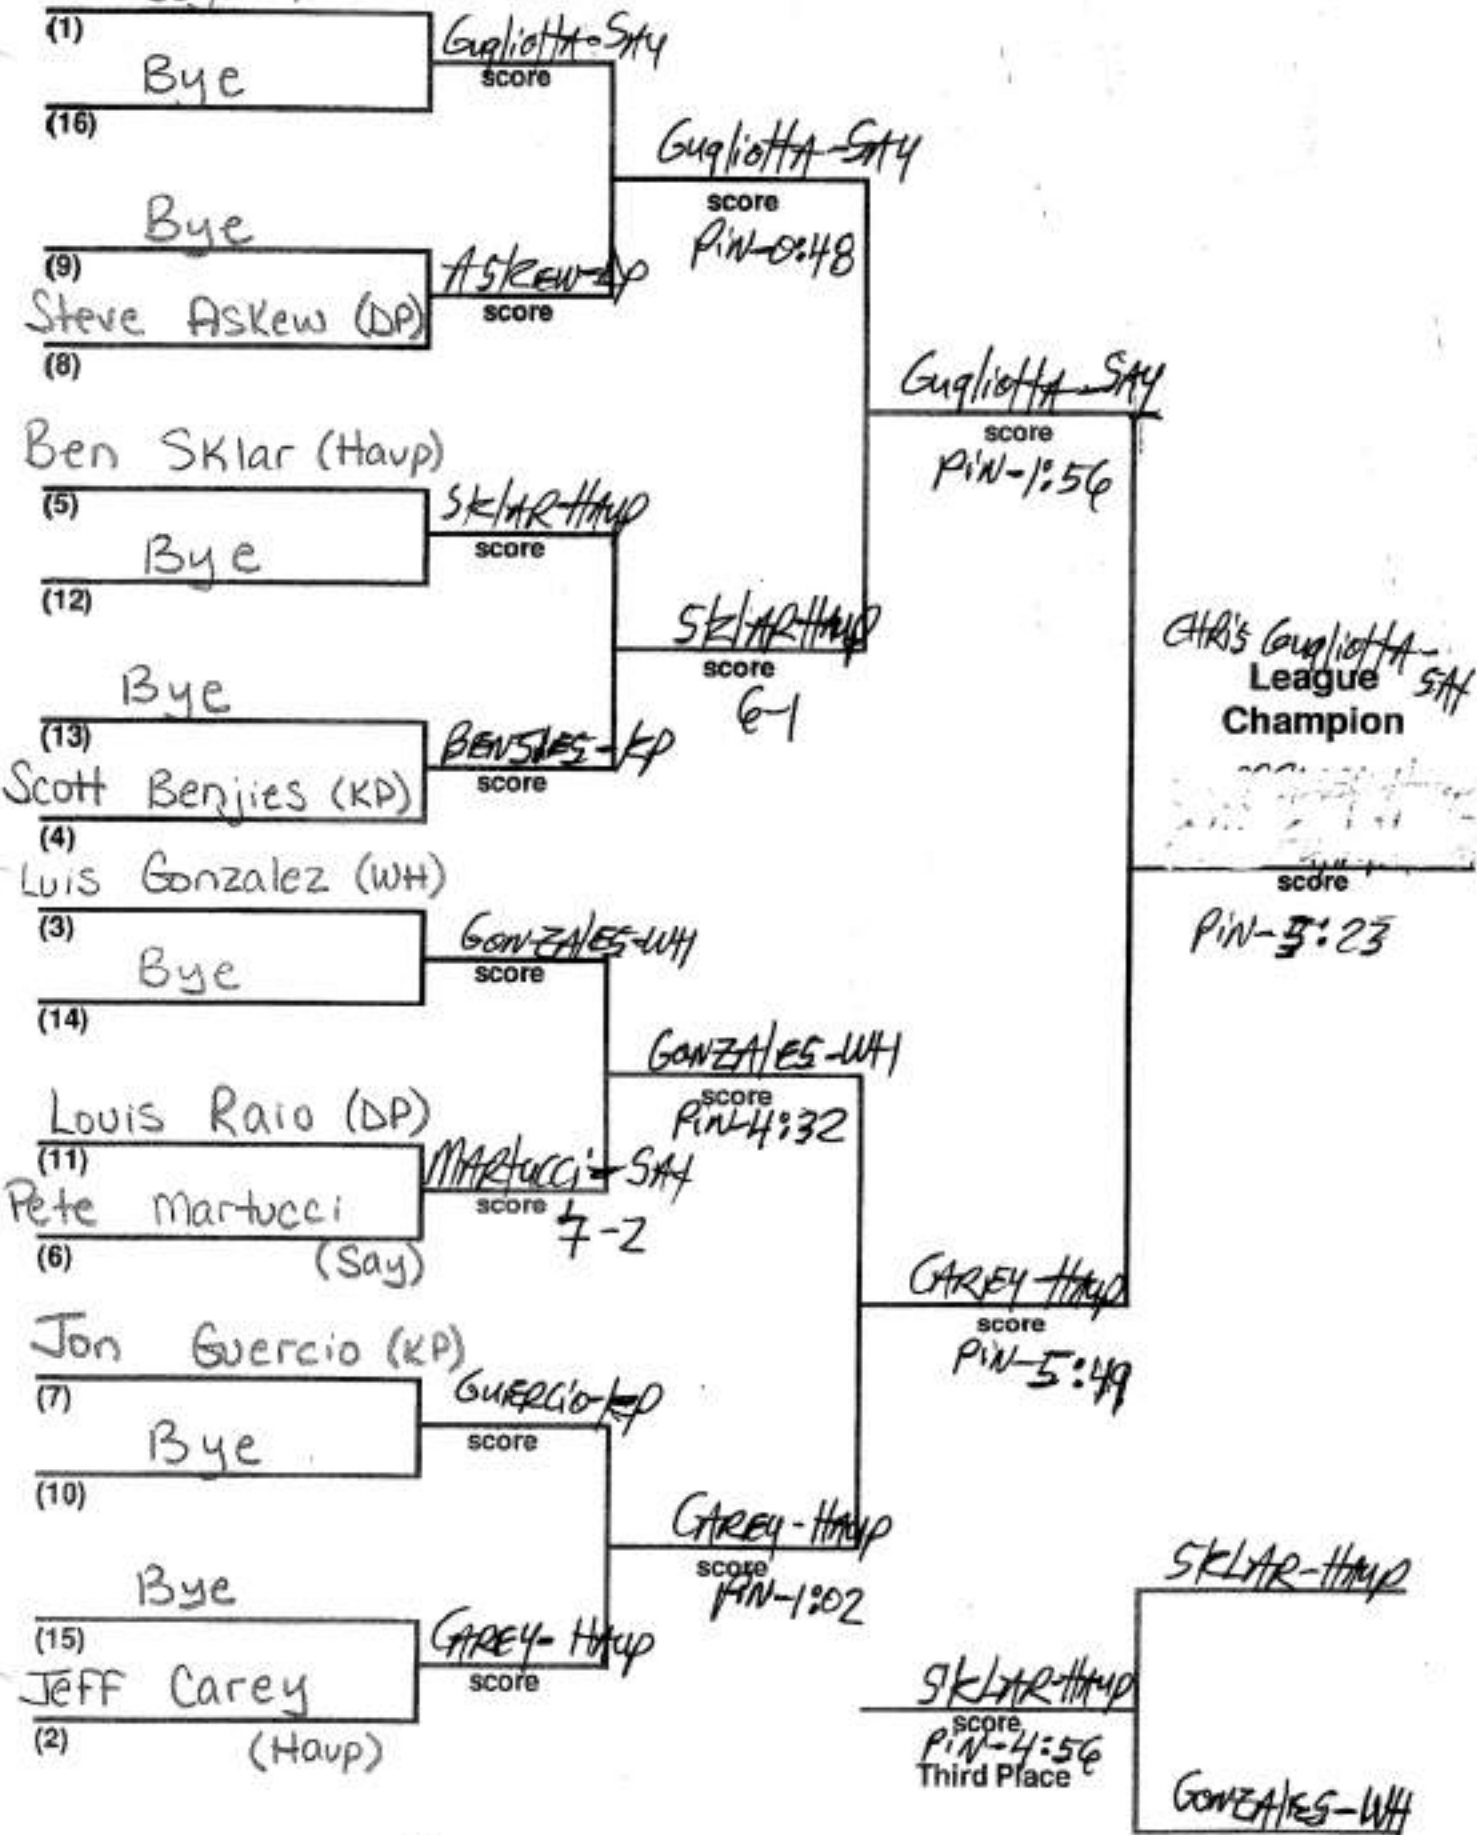 (1)
Gugliotta-SAY
score
Bye
(16)
Gugliotta-SAY
score
Pin-0:48
Bye
(9)
Askew-DP
score
Steve Askew (DP)
(8)
Gugliotta-SAY
score
Pin-1:56
Ben Sklar (Haup)
(5)
Sklar-Haup
score
Bye
(12)
Sklar-Haup
score
6-1
Chris Gugliotta-
SAY
League
Champion
score
Bye
(13)
score
Scott Benjies (KP)
(4)
Luis Gonzalez (WH)
(3)
Gonzales-WH
score
Bye
(14)
Gonzales-WH
score
Pin-4:32
Louis Raio (DP)
(11)
Martucci-SAY
score
7-2
Pete Martucci
(6)
(Say)
Carey-Haup
score
Pin-5:49
Jon Guercio (KP)
(7)
Guercio-KP
score
Bye
(10)
Carey-Haup
score
Pin-1:02
Bye
(15)
Carey-Haup
score
Jeff Carey
(2)
(Haup)
Sklar-Haup
Sklar-Haup
score
Pin-4:56
Third Place
Gonzales-WH